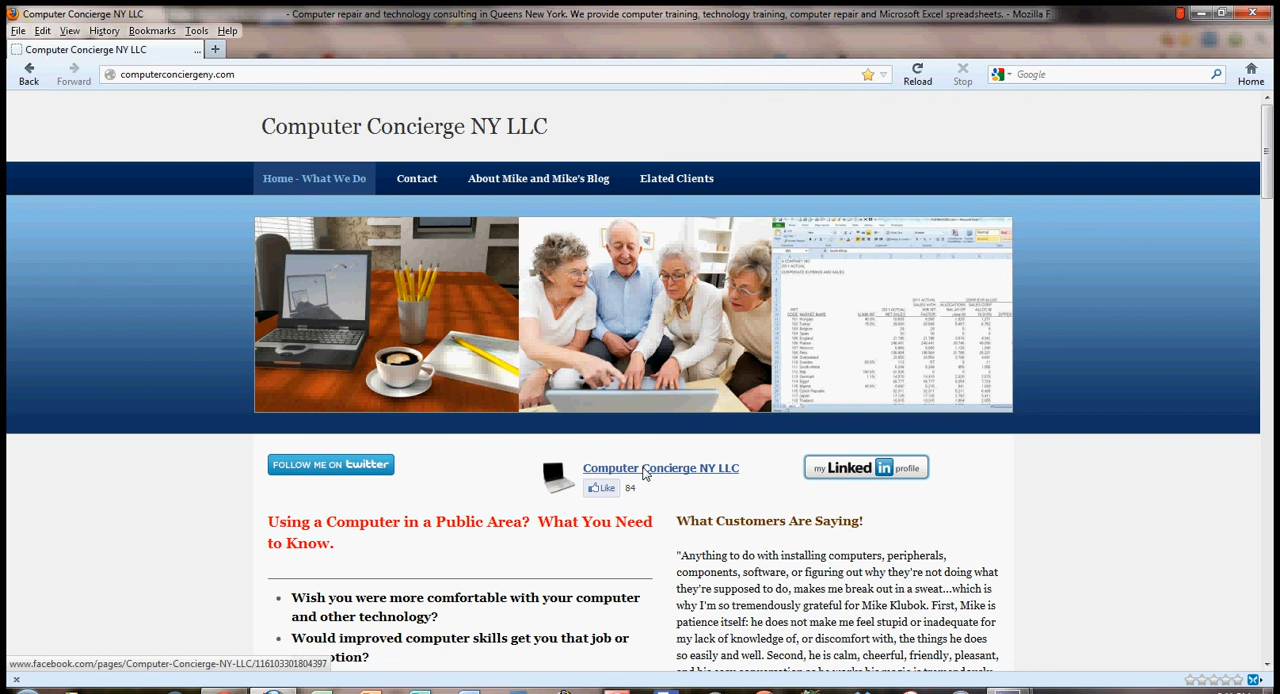 Computer Concierge NY LLC - Computer repair and technology consulting in Queens New York. We provide computer training, technology training, computer repair and Microsoft Excel spreadsheets. - Mozilla F
File Edit View History Bookmarks Tools Help
Computer Concierge NY LLC ...
Back Forward computerconciergeny.com Reload Stop Google Home
Computer Concierge NY LLC
Home - What We Do Contact About Mike and Mike's Blog Elated Clients
FOLLOW ME ON twitter
Computer Concierge NY LLC
Like 84
my Linked in profile
Using a Computer in a Public Area? What You Need
to Know.
Wish you were more comfortable with your computer
and other technology?
Would improved computer skills get you that job or
otion?
What Customers Are Saying!
"Anything to do with installing computers, peripherals,
components, software, or figuring out why they're not doing what
they're supposed to do, makes me break out in a sweat...which is
why I'm so tremendously grateful for Mike Klubok. First, Mike is
patience itself: he does not make me feel stupid or inadequate for
my lack of knowledge of, or discomfort with, the things he does
so easily and well. Second, he is calm, cheerful, friendly, pleasant,
www.facebook.com/pages/Computer-Concierge-NY-LLC/116103301804397